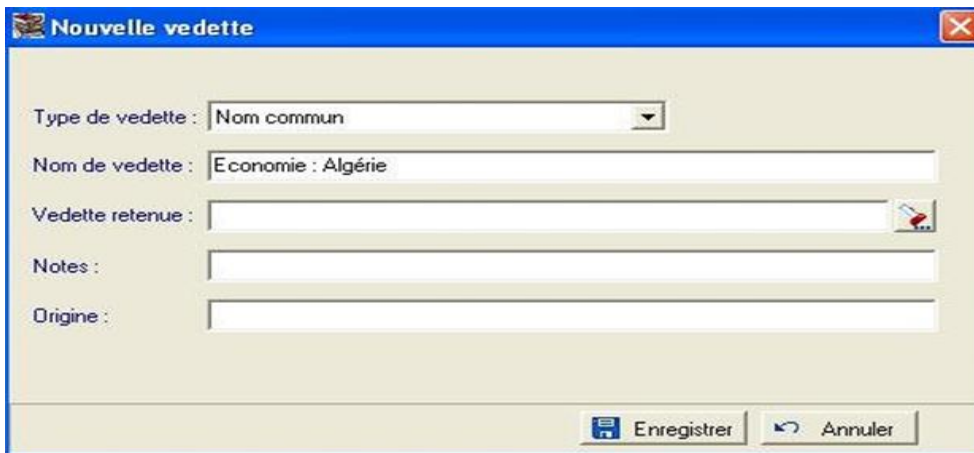 Nouvelle vedette
Type de vedette : Nom commun
Nom de vedette : Economie : Algérie
Vedette retenue :
Notes :
Origine :
Enregistrer Annuler